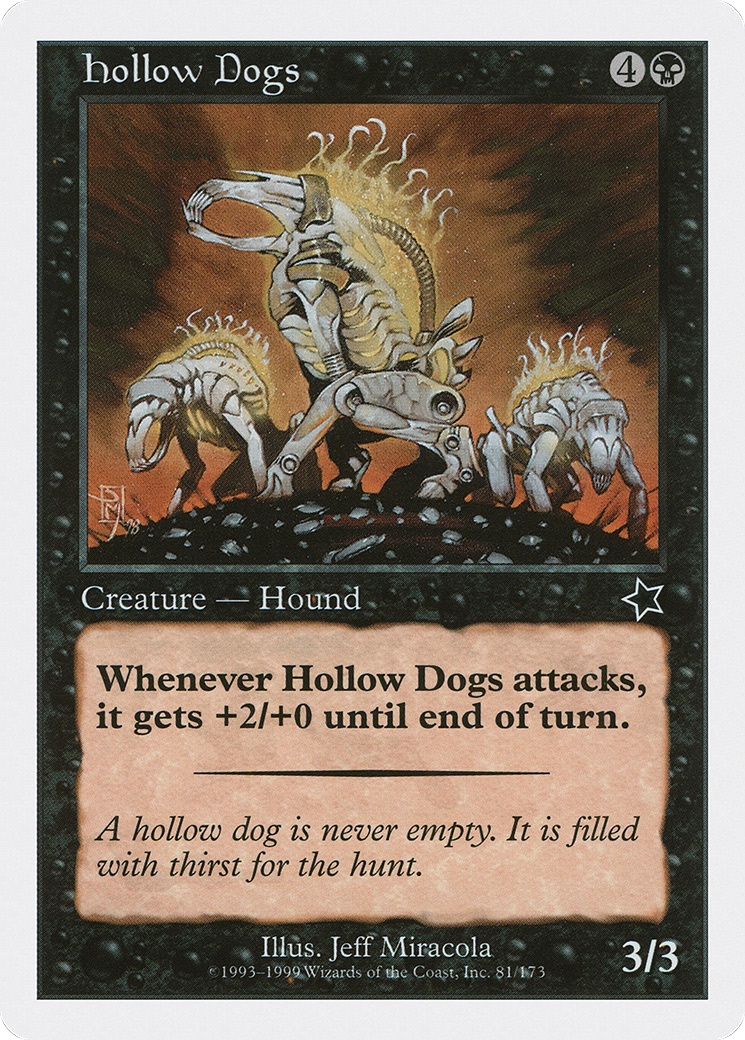 Hollow Dogs
4
Creature — Hound
Whenever Hollow Dogs attacks,
it gets +2/+0 until end of turn.
A hollow dog is never empty. It is filled
with thirst for the hunt.
Illus. Jeff Miracola
©1993–1999 Wizards of the Coast, Inc. 81/173
3/3